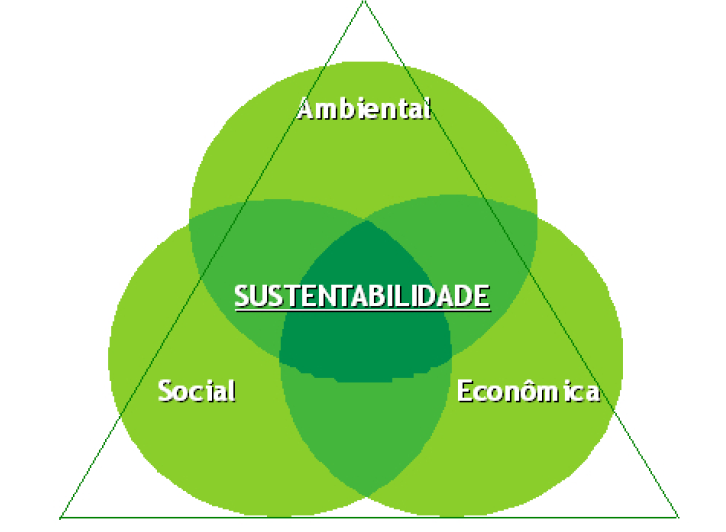 Ambiental
SUSTENTABILIDADE
Social
Econômica